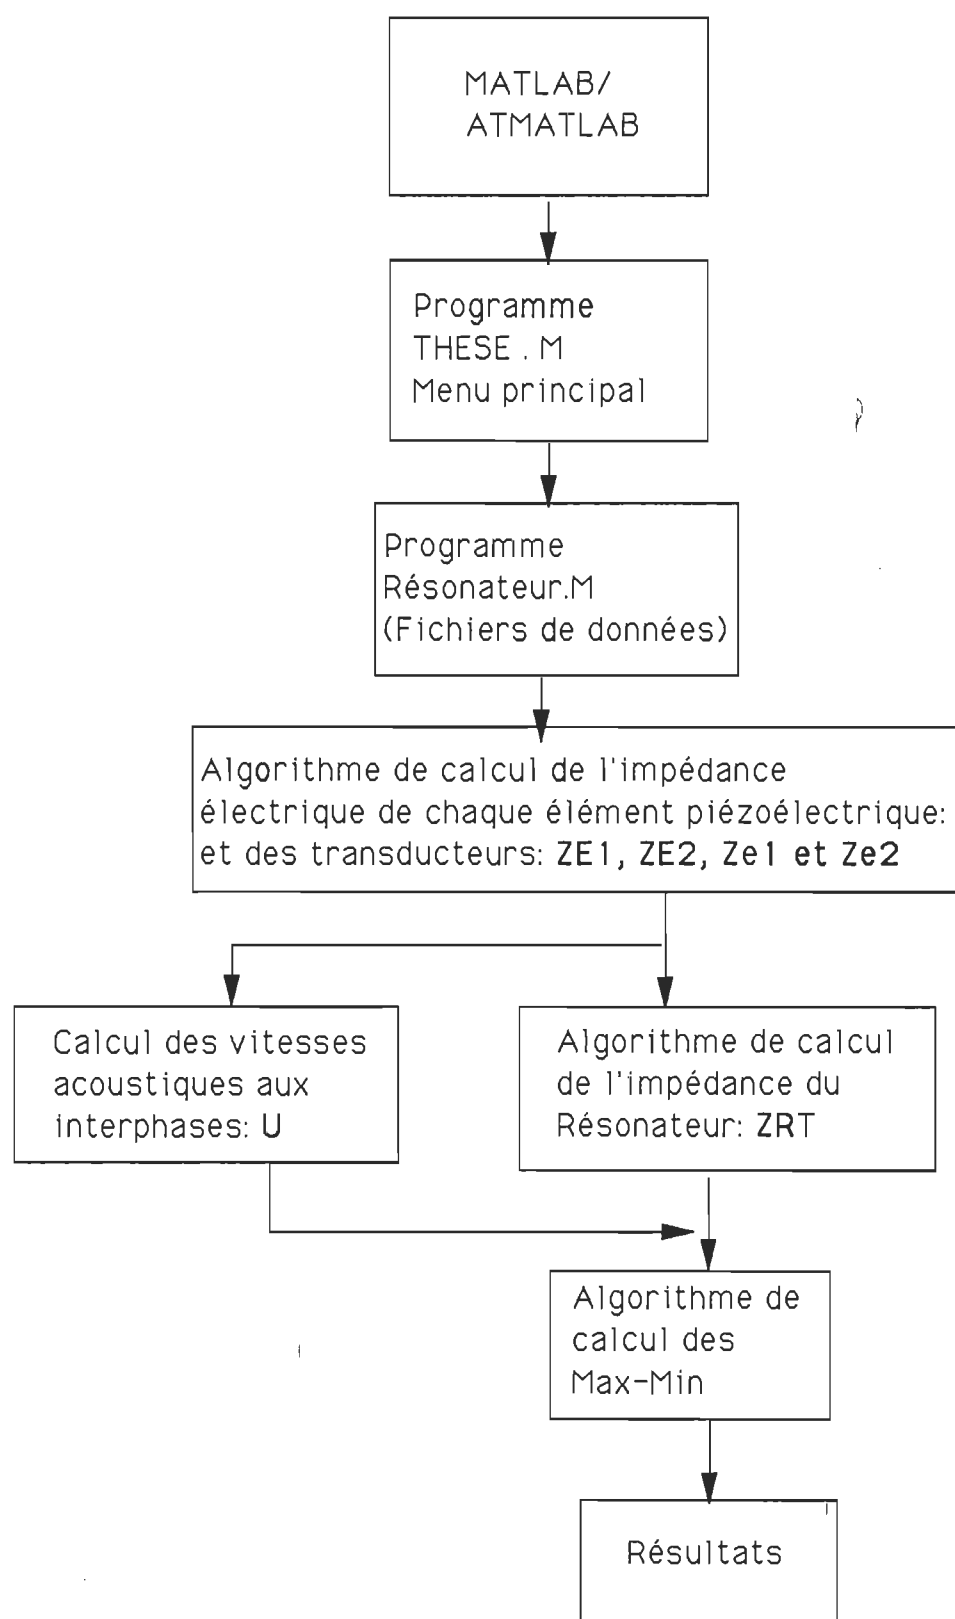 MATLAB/
ATMATLAB
Programme
THESE . M
Menu principal
Programme
Résonateur.M
(Fichiers de données)
Algorithme de calcul de l'impédance
électrique de chaque élément piézoélectrique:
et des transducteurs: ZE1, ZE2, Ze1 et Ze2
Calcul des vitesses
acoustiques aux
interphases: U
Algorithme de calcul
de l'impédance du
Résonateur: ZRT
Algorithme de
calcul des
Max-Min
Résultats